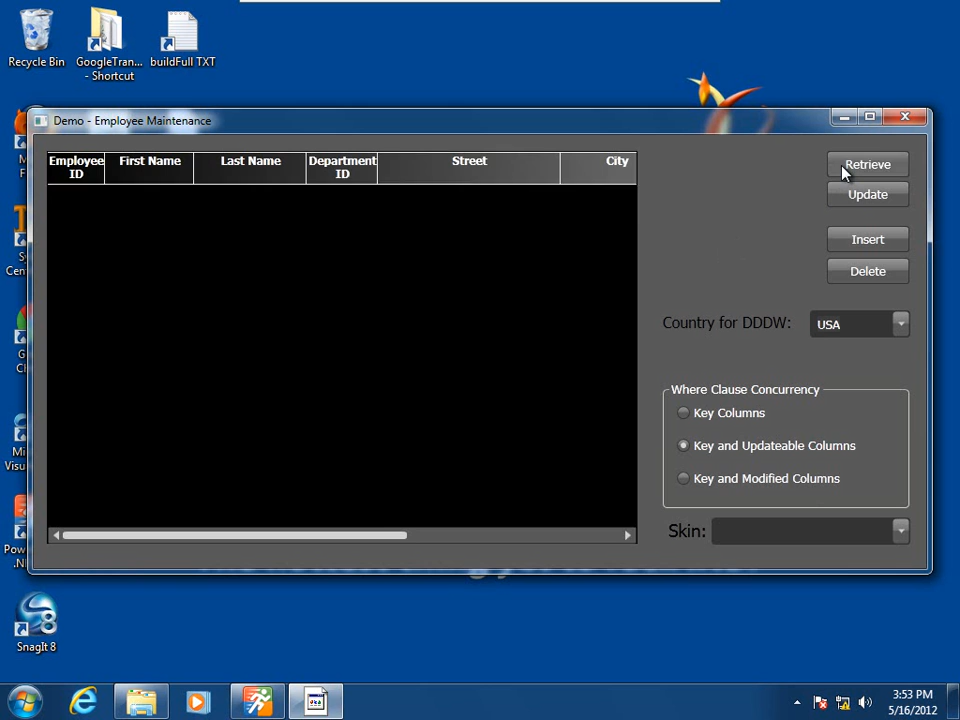 Recycle Bin
GoogleTran...
- Shortcut
buildFull TXT
Demo - Employee Maintenance
Employee ID
First Name
Last Name
Department ID
Street
City
Retrieve
Update
Insert
Delete
Country for DDDW:
USA
Where Clause Concurrency
Key Columns
Key and Updateable Columns
Key and Modified Columns
Skin:
SnagIt 8
3:53 PM
5/16/2012